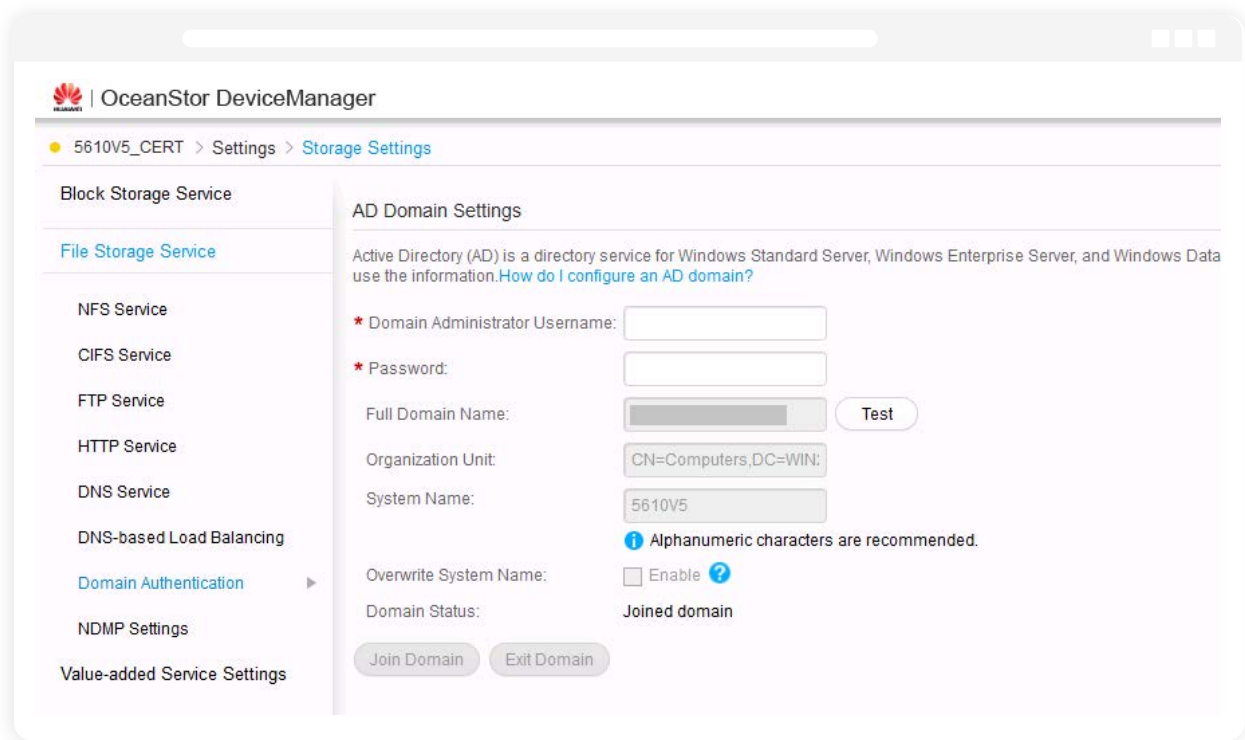 HUAWEI | OceanStor DeviceManager
5610V5_CERT > Settings > Storage Settings
Block Storage Service
File Storage Service
NFS Service
CIFS Service
FTP Service
HTTP Service
DNS Service
DNS-based Load Balancing
Domain Authentication
NDMP Settings
Value-added Service Settings
AD Domain Settings
Active Directory (AD) is a directory service for Windows Standard Server, Windows Enterprise Server, and Windows Data
use the information.How do I configure an AD domain?
* Domain Administrator Username:
* Password:
Full Domain Name: Test
Organization Unit: CN=Computers,DC=WIN
System Name: 5610V5
Alphanumeric characters are recommended.
Overwrite System Name: Enable ?
Domain Status: Joined domain
Join Domain Exit Domain